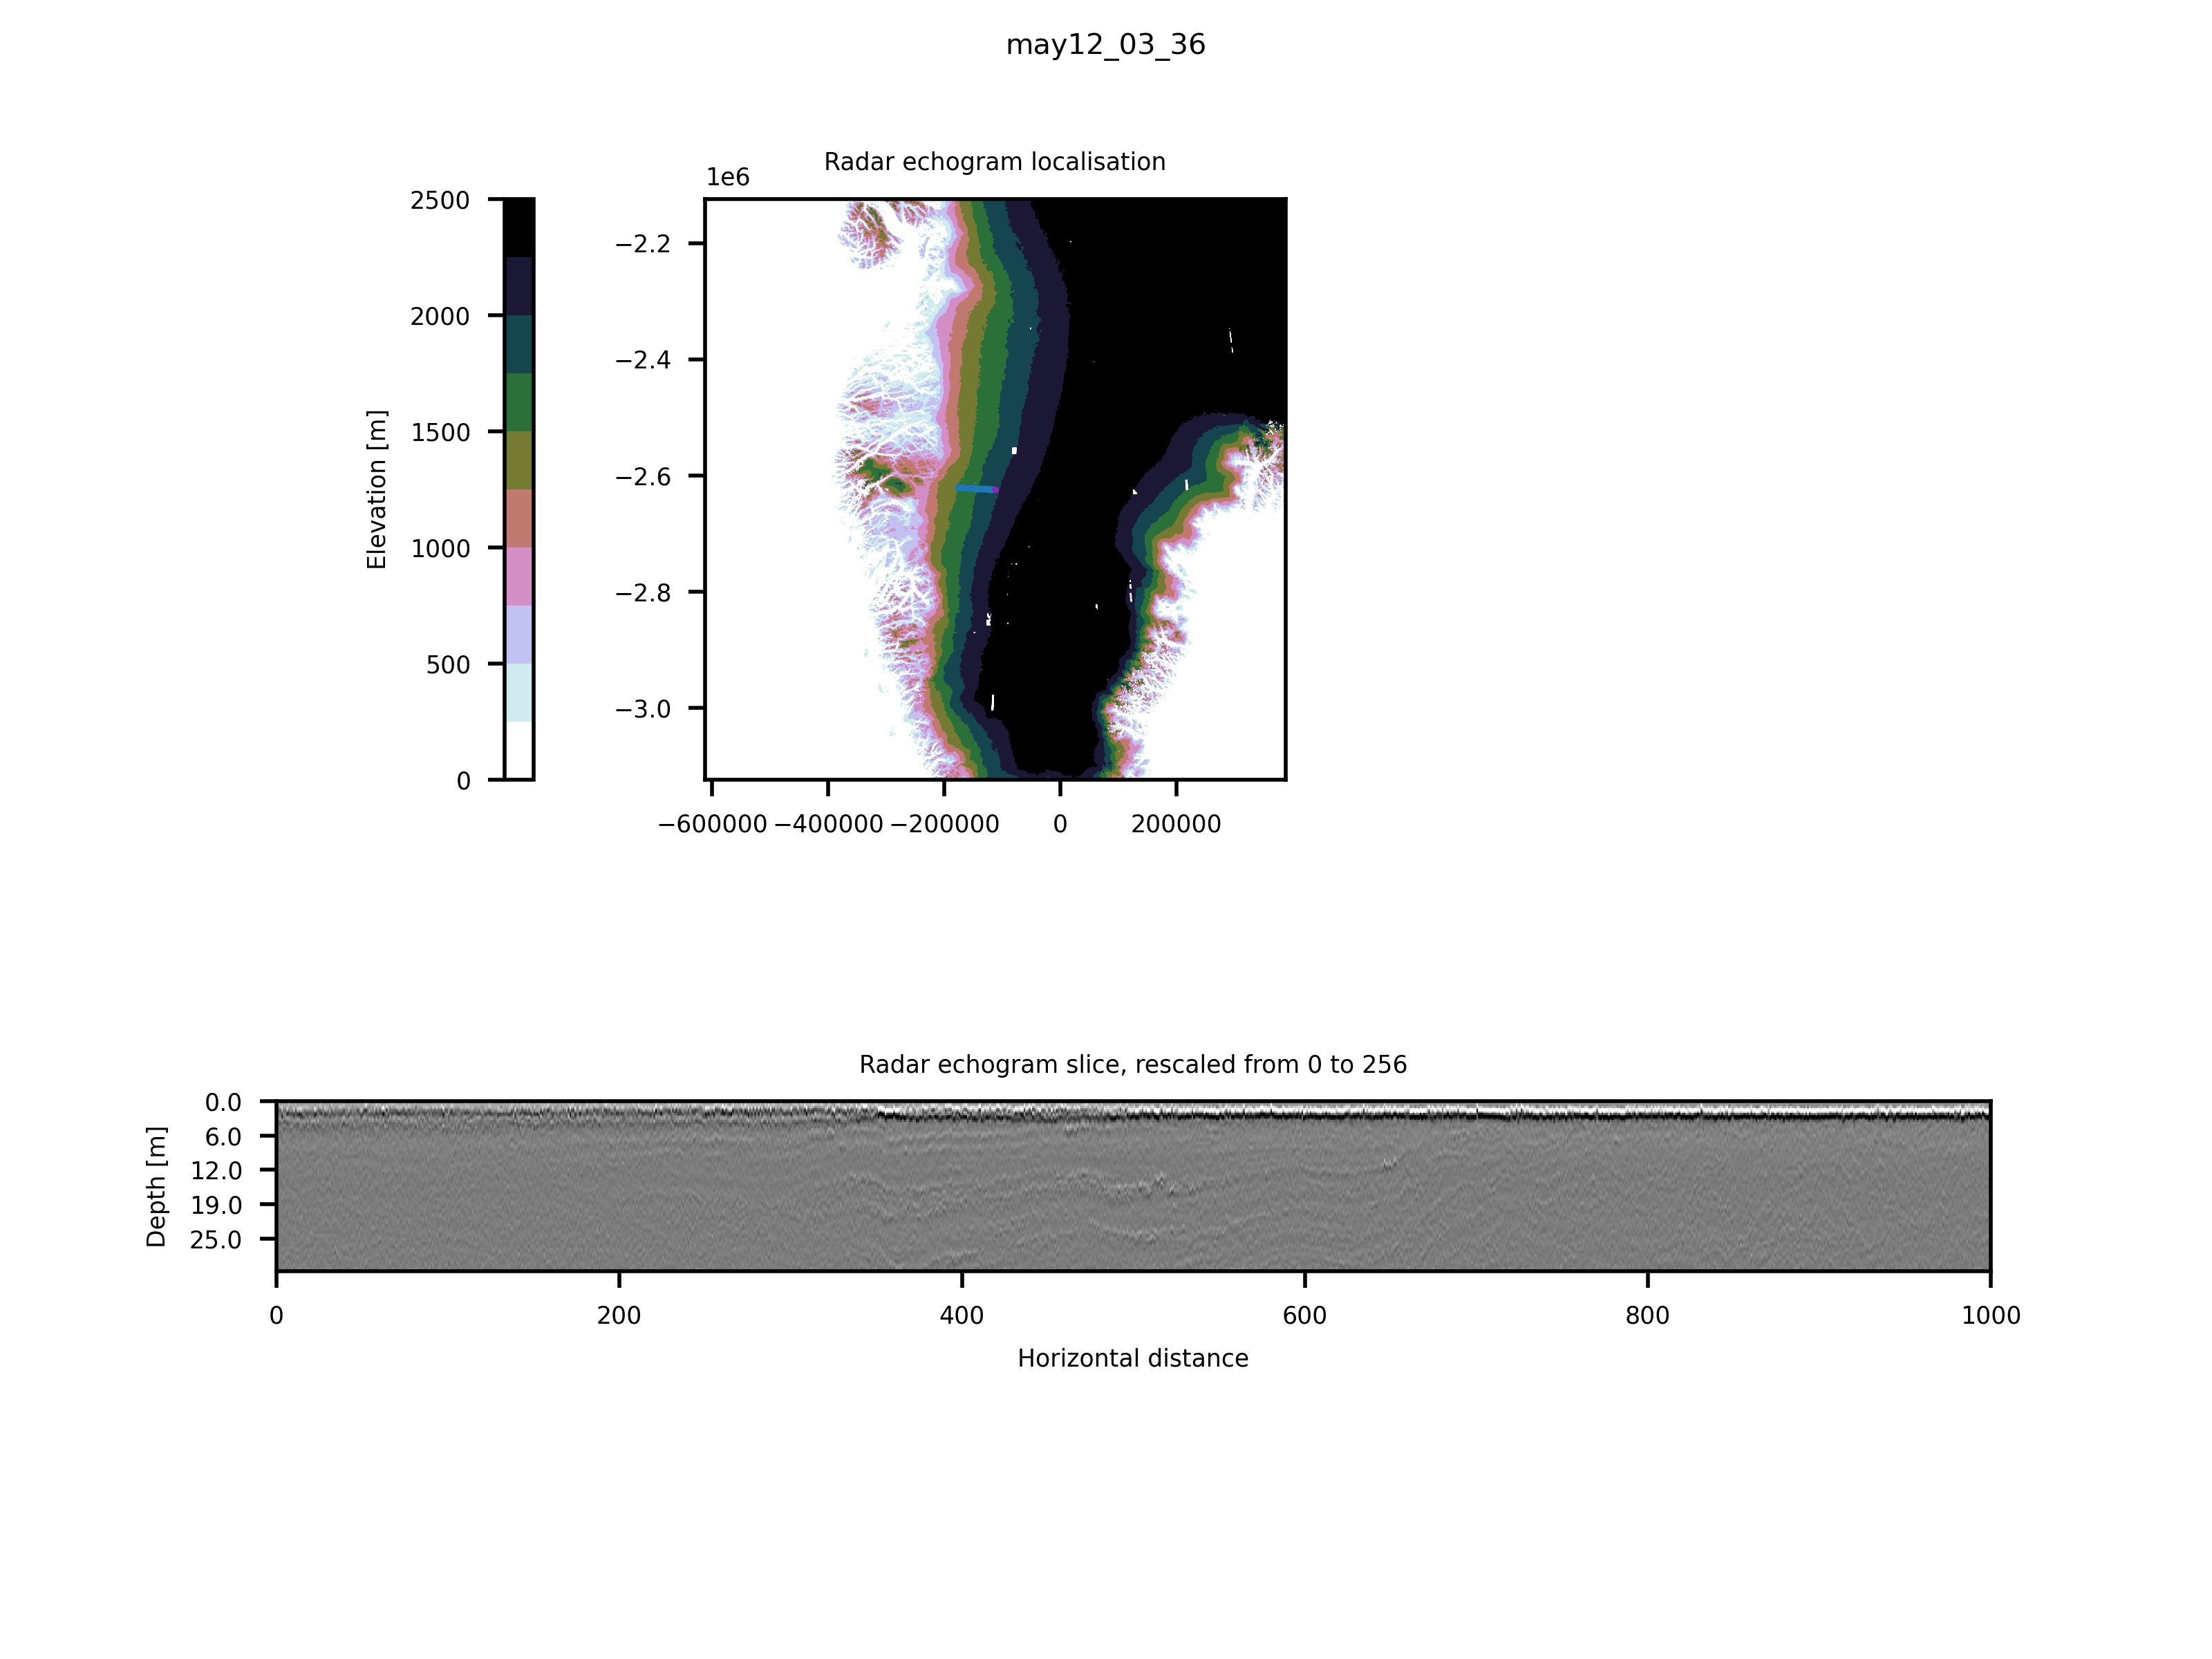 may12_03_36
Radar echogram localisation
1e6
2500
2000
1500
1000
500
0
Elevation [m]
−2.2
−2.4
−2.6
−2.8
−3.0
−600000 −400000 −200000 0 200000
Radar echogram slice, rescaled from 0 to 256
0.0
6.0
12.0
19.0
25.0
Depth [m]
0 200 400 600 800 1000
Horizontal distance